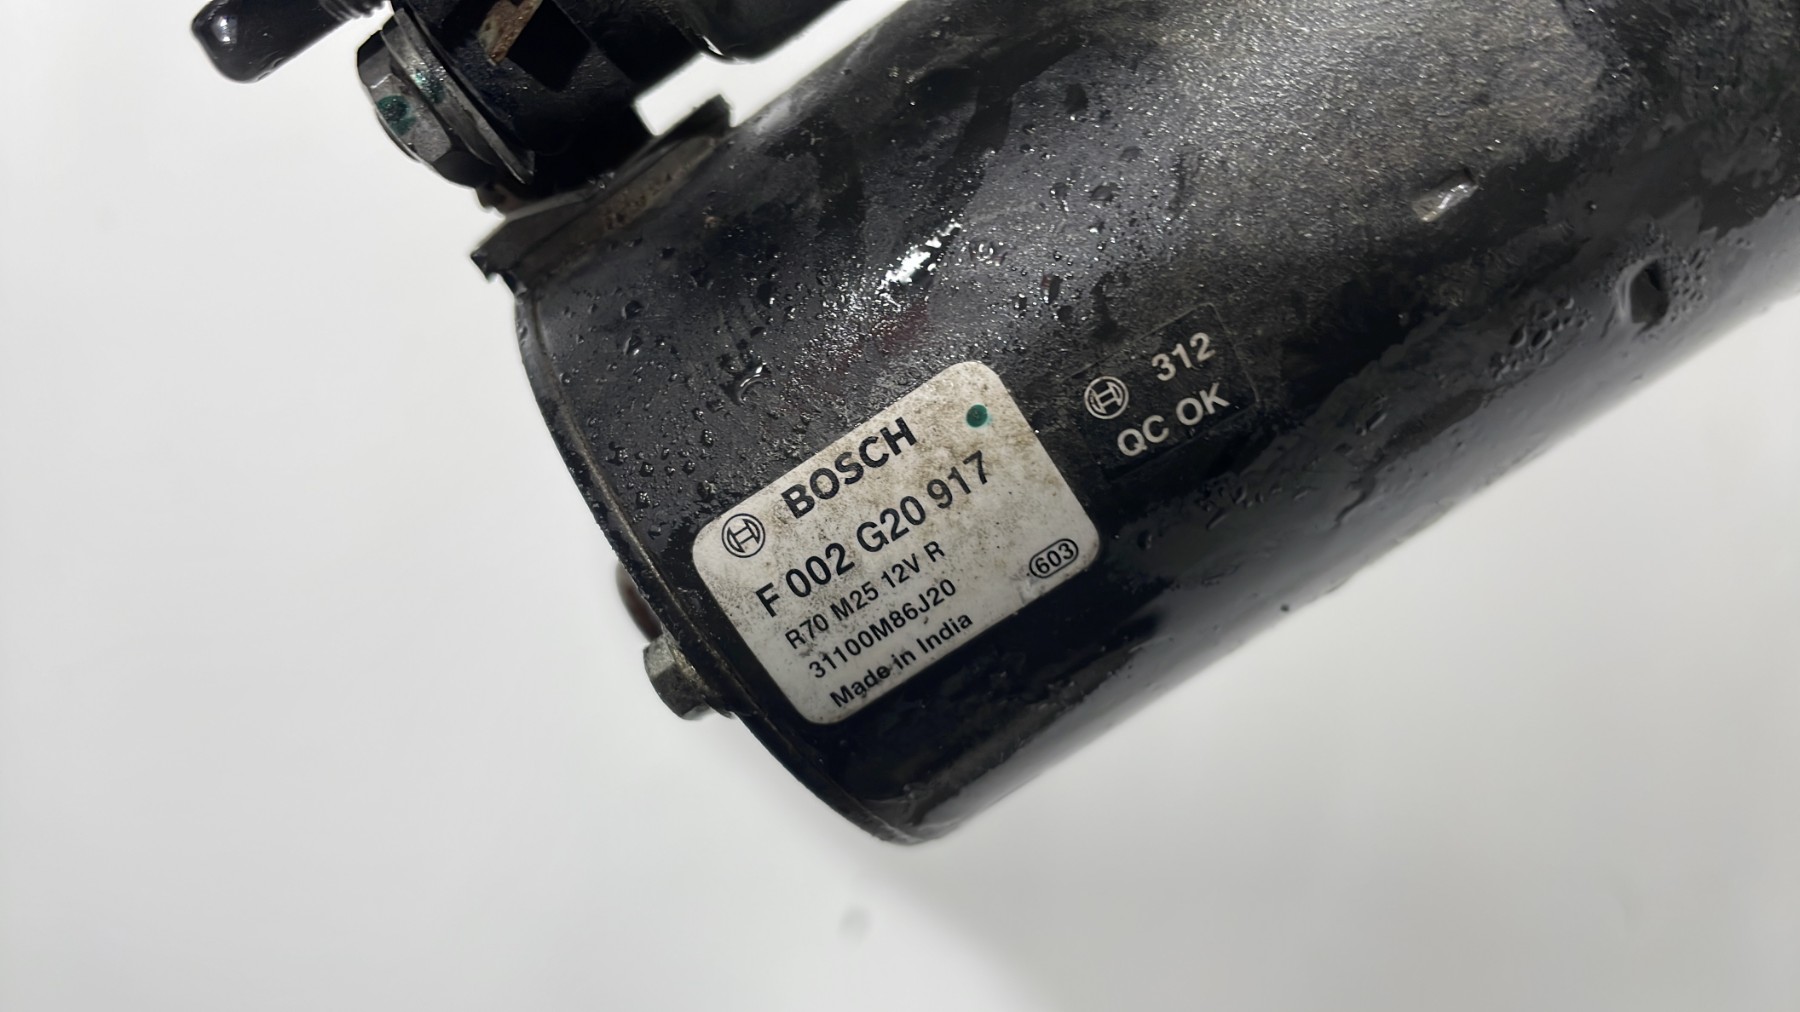 BOSCH
F 002 G20 917
R70 M25 12V R
31100M86J20
603
Made in India
312
QC OK